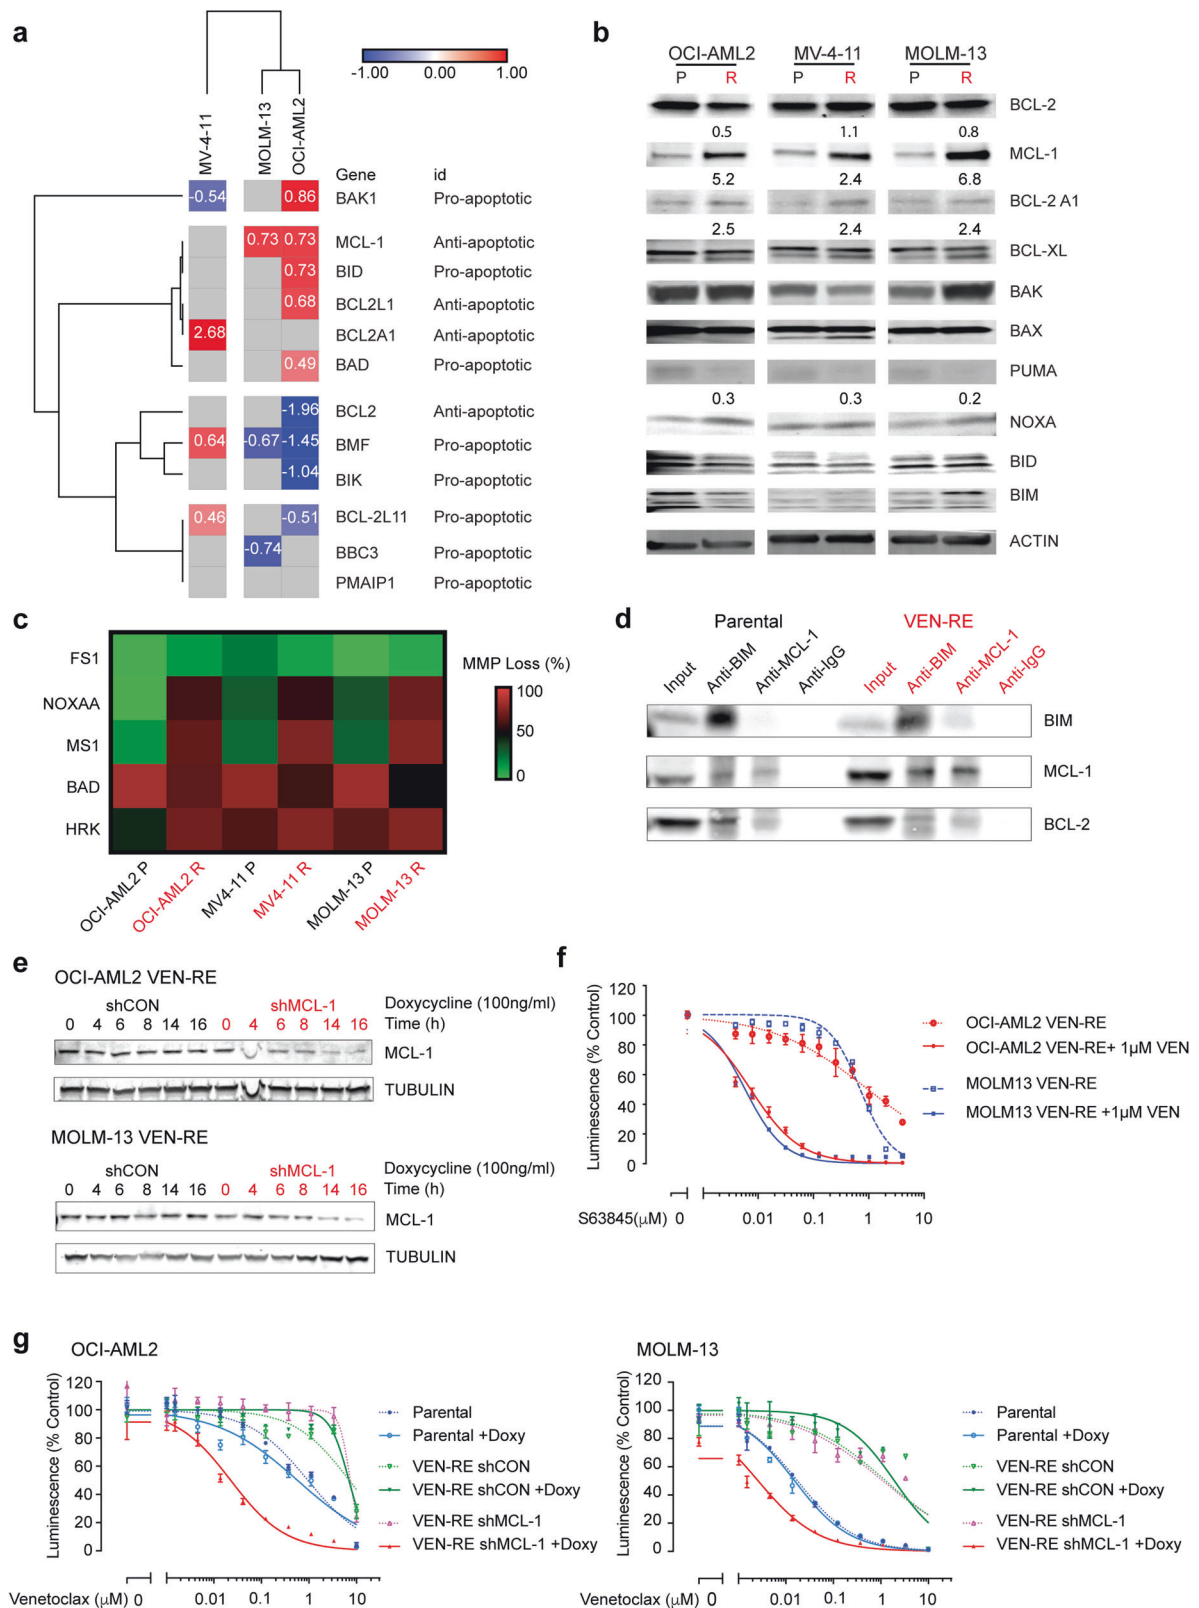 a
-1.00 0.00 1.00
MV-4-11
MOLM-13
OCI-AML2
Gene id
-0.54 0.86 BAK1 Pro-apoptotic
0.73 0.73 MCL-1 Anti-apoptotic
0.73 BID Pro-apoptotic
0.68 BCL2L1 Anti-apoptotic
2.68 BCL2A1 Anti-apoptotic
0.49 BAD Pro-apoptotic
-1.96 BCL2 Anti-apoptotic
0.64 -0.67 -1.45 BMF Pro-apoptotic
-1.04 BIK Pro-apoptotic
0.46 -0.51 BCL-2L11 Pro-apoptotic
-0.74 BBC3 Pro-apoptotic
PMAIP1 Pro-apoptotic
b
OCI-AML2 MV-4-11 MOLM-13
P R P R P R
BCL-2
0.5 1.1 0.8
MCL-1
5.2 2.4 6.8
BCL-2 A1
2.5 2.4 2.4
BCL-XL
BAK
BAX
PUMA
0.3 0.3 0.2
NOXA
BID
BIM
ACTIN
c
FS1
NOXAA
MS1
BAD
HRK
MMP Loss (%)
100
50
0
OCI-AML2 P
OCI-AML2 R
MV4-11 P
MV4-11 R
MOLM-13 P
MOLM-13 R
d
Parental VEN-RE
Input Anti-BIM Anti-MCL-1 Anti-IgG Input Anti-BIM Anti-MCL-1 Anti-IgG
BIM
MCL-1
BCL-2
e
OCI-AML2 VEN-RE
shCON shMCL-1 Doxycycline (100ng/ml)
0 4 6 8 14 16 0 4 6 8 14 16 Time (h)
MCL-1
TUBULIN
MOLM-13 VEN-RE
shCON shMCL-1 Doxycycline (100ng/ml)
0 4 6 8 14 16 0 4 6 8 14 16 Time (h)
MCL-1
TUBULIN
f
Luminescence (% Control)
120
100
80
60
40
20
0
S63845(μM) 0 0.01 0.1 1 10
OCI-AML2 VEN-RE
OCI-AML2 VEN-RE+ 1μM VEN
MOLM13 VEN-RE
MOLM13 VEN-RE +1μM VEN
g
OCI-AML2
Luminescence (% Control)
120
100
80
60
40
20
0
Venetoclax (μM) 0 0.01 0.1 1 10
Parental
Parental +Doxy
VEN-RE shCON
VEN-RE shCON +Doxy
VEN-RE shMCL-1
VEN-RE shMCL-1 +Doxy
MOLM-13
Luminescence (% Control)
120
100
80
60
40
20
0
Venetoclax (μM) 0 0.01 0.1 1 10
Parental
Parental +Doxy
VEN-RE shCON
VEN-RE shCON +Doxy
VEN-RE shMCL-1
VEN-RE shMCL-1 +Doxy